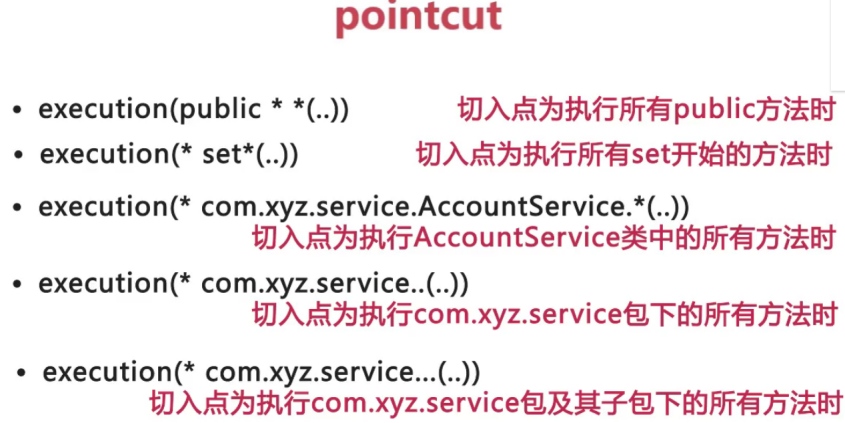 pointcut
• execution(public * *(..)) 切入点为执行所有public方法时
• execution(* set*(..)) 切入点为执行所有set开始的方法时
• execution(* com.xyz.service.AccountService.*(..))
切入点为执行AccountService类中的所有方法时
• execution(* com.xyz.service..(..))
切入点为执行com.xyz.service包下的所有方法时
• execution(* com.xyz.service...(..))
切入点为执行com.xyz.service包及其子包下的所有方法时